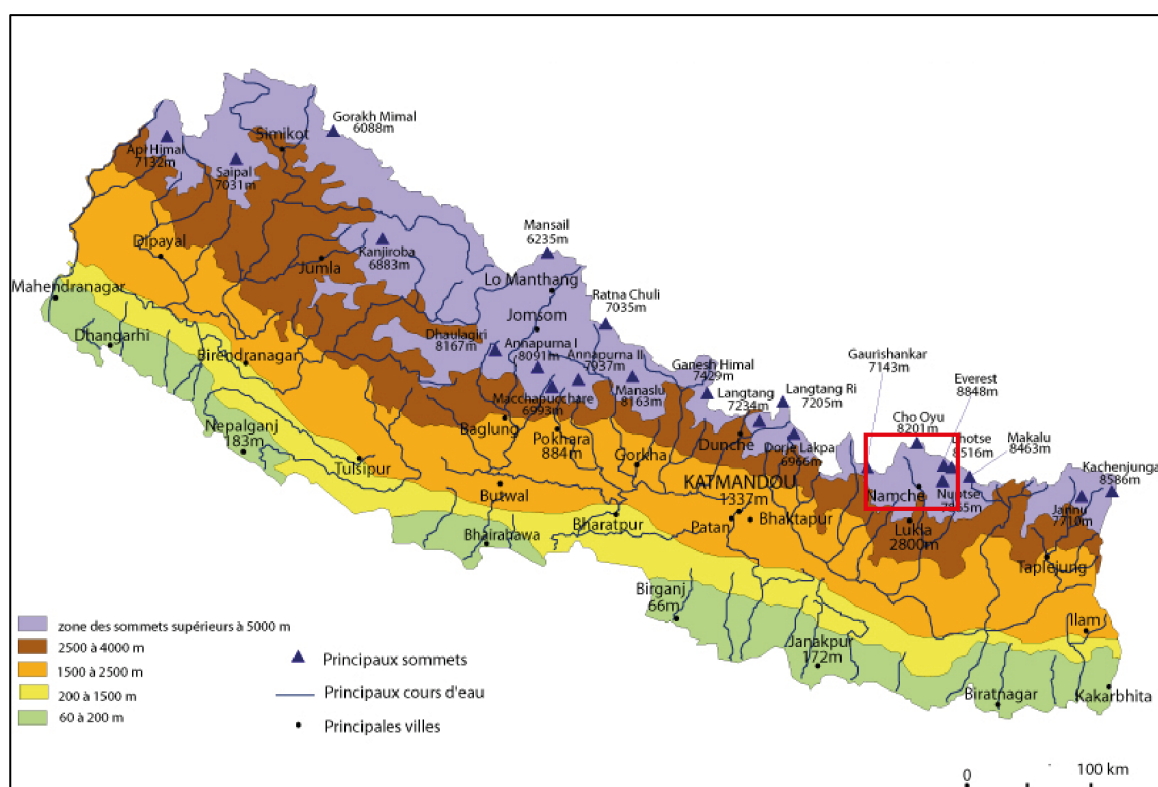 Gorakh Mimal
6088m
Simikot
Api Himal
7132m
Saipal
7031m
Mansail
6235m
Dipayal
Kanjiroba
6883m
Jumla
Lo Manthang
Mahendranagar
Ratna Chuli
7035m
Jomsom
Dhangarhi
Dhaulagiri
8167m
Annapurna I
8091m
Annapurna II
7937m
Birendranagar
Ganesh Himal
7429m
Gaurishankar
7143m
Everest
8848m
Macchapucchare
6993m
Manaslu
8163m
Langtang
7234m
Langtang Ri
7205m
Cho Oyu
8201m
Lhotse
8516m
Makalu
8463m
Baglung
Pokhara
884m
Dunche
Dorje Lakpa
6966m
Kachenjunga
8586m
Nepalganj
183m
Gorkha
Tulsipur
KATMANDOU
1337m
Namche
Nuptse
7865m
Jannu
7710m
Butwal
Bharatpur
Patan
Bhaktapur
Lukla
2800m
Bhairahawa
Taplejung
Birganj
66m
Ilam
Janakpur
172m
Biratnagar
Kakarbhita
zone des sommets supérieurs à 5000 m
2500 à 4000 m
1500 à 2500 m
200 à 1500 m
60 à 200 m
Principaux sommets
Principaux cours d'eau
Principales villes
0
100 km